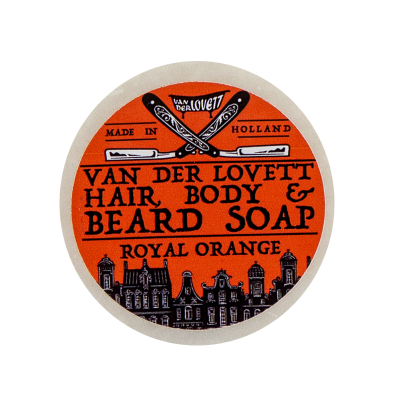 VAN
DER LOVETT
MADE IN HOLLAND
VAN DER LOVETT
HAIR, BODY &
BEARD SOAP
ROYAL ORANGE